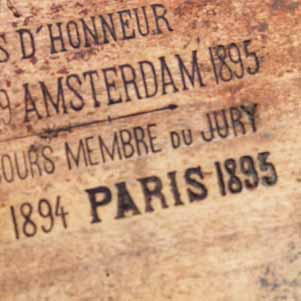 S D'HONNEUR
9 AMSTERDAM 1895
OURS MEMBRE DU JURY
1894 PARIS 1895